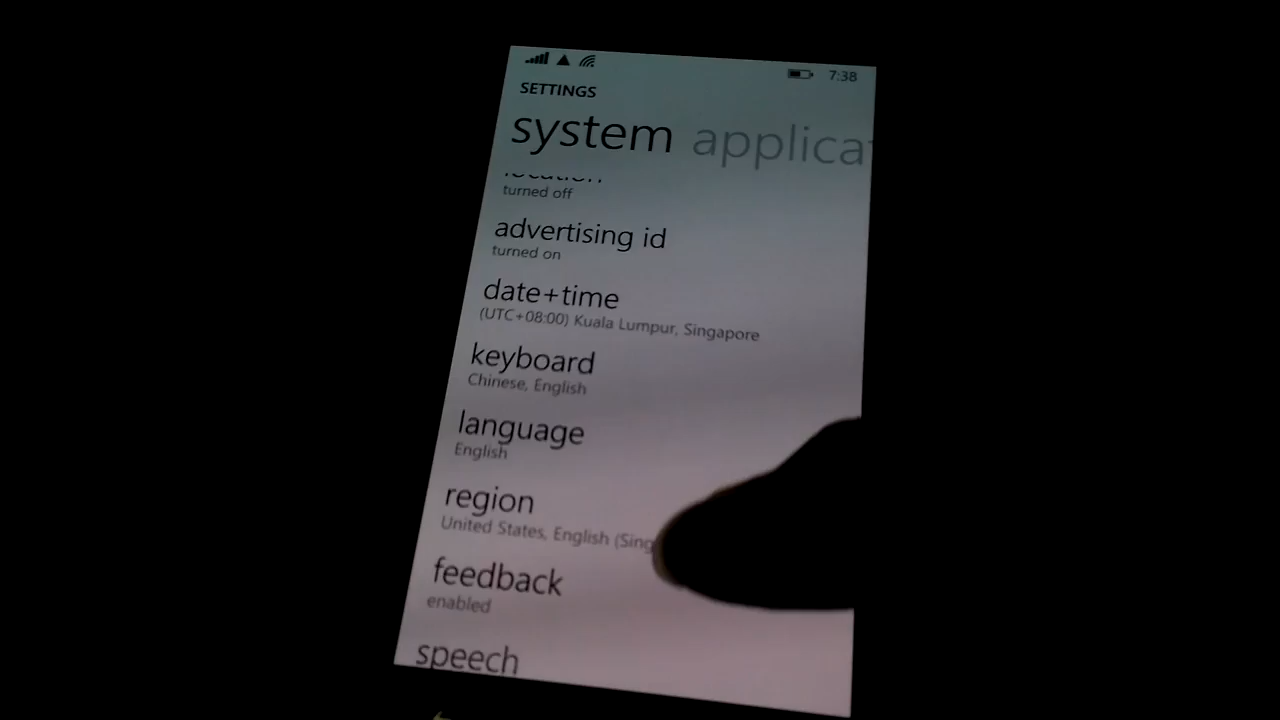 7:38
SETTINGS
system applica
location
turned off
advertising id
turned on
date+time
(UTC+08:00) Kuala Lumpur, Singapore
keyboard
Chinese, English
language
English
region
United States, English (Sing
feedback
enabled
speech